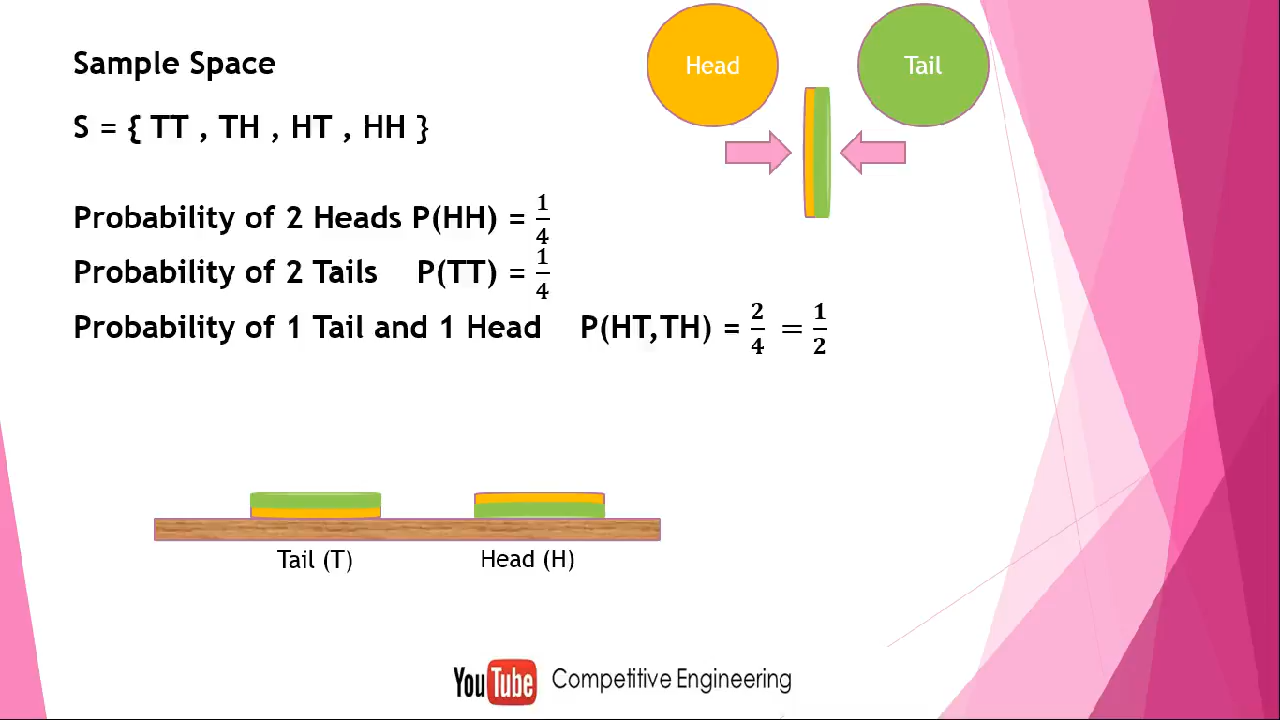 Sample Space
Head
Tail
S = { TT , TH , HT , HH }
Probability of 2 Heads P(HH) = 1/4
Probability of 2 Tails P(TT) = 1/4
Probability of 1 Tail and 1 Head P(HT,TH) = 2/4 = 1/2
Tail (T)
Head (H)
YouTube Competitive Engineering